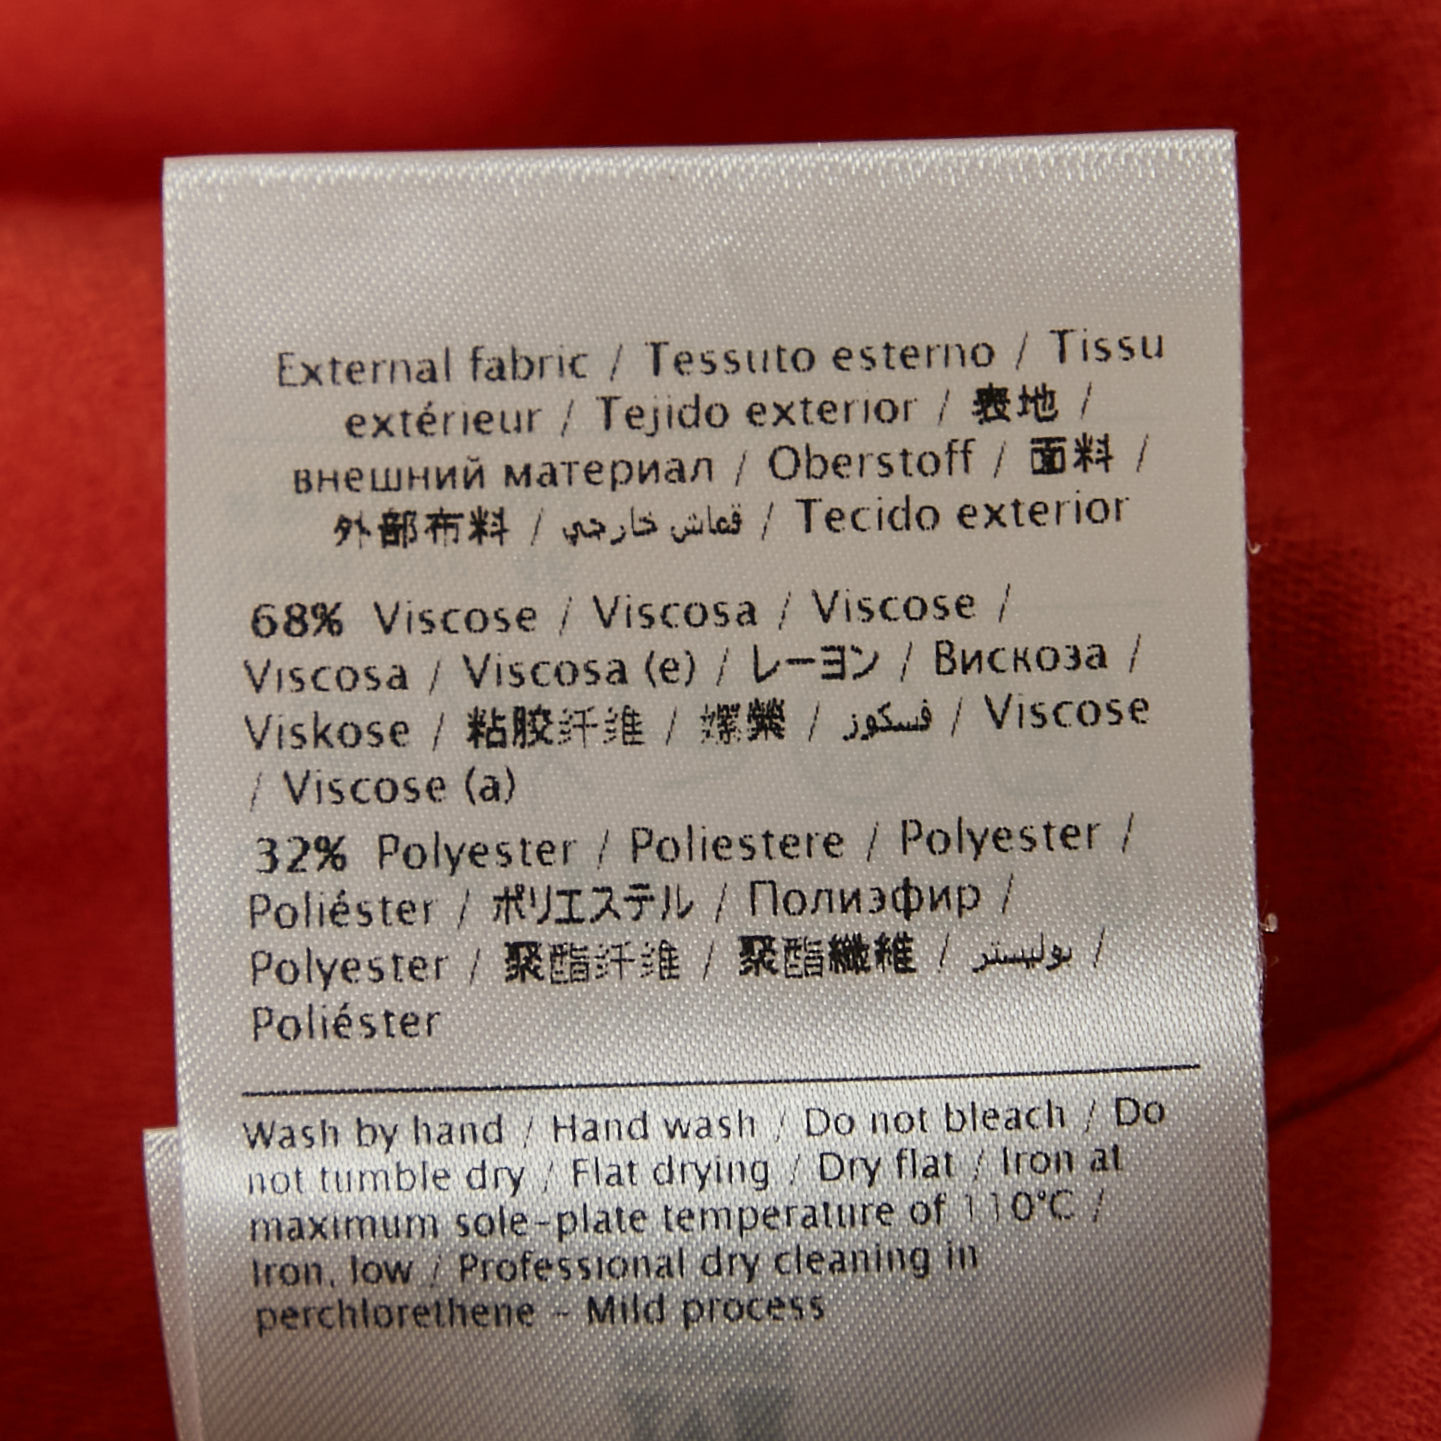 External fabric / Tessuto esterno / Tissu
extérieur / Tejido exterior / 表地 /
внешний материал / Oberstoff / 面料 /
外部布料 / قماش خارجي / Tecido exterior
68% Viscose / Viscosa / Viscose /
Viscosa / Viscosa (e) / レーヨン / Вискоза /
Viskose / 粘胶纤维 / 嫘縈 / فسكوز / Viscose
/ Viscose (a)
32% Polyester / Poliestere / Polyester /
Poliéster / ポリエステル / Полиэфир /
Polyester / 聚酯纤维 / 聚酯纖維 / بوليستر /
Poliéster
Wash by hand / Hand wash / Do not bleach / Do
not tumble dry / Flat drying / Dry flat / Iron at
maximum sole-plate temperature of 110°C /
Iron, low / Professional dry cleaning in
perchlorethene - Mild process